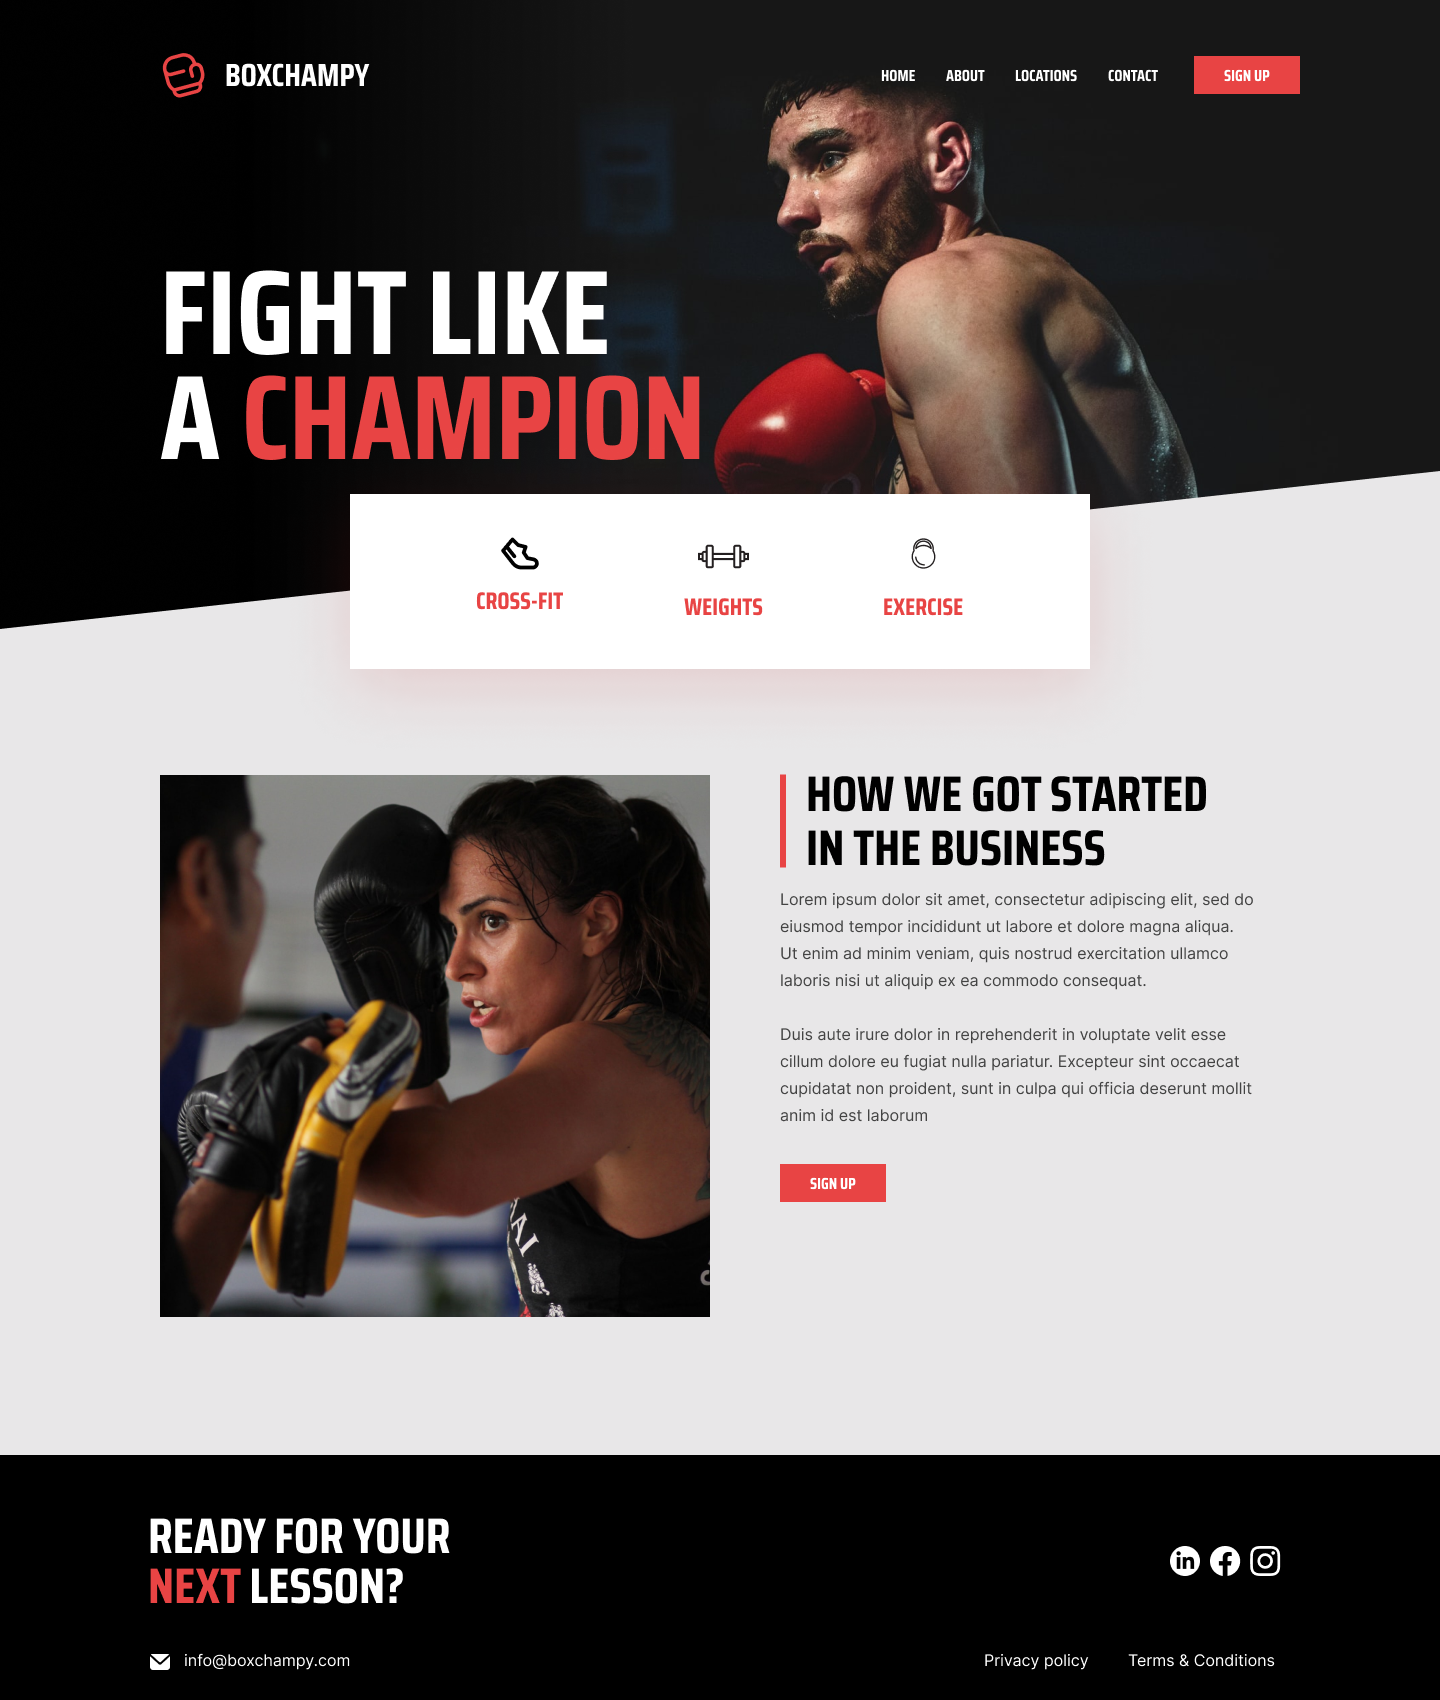 BOXCHAMPY
HOME ABOUT LOCATIONS CONTACT SIGN UP
FIGHT LIKE
A CHAMPION
CROSS-FIT
WEIGHTS
EXERCISE
HOW WE GOT STARTED
IN THE BUSINESS
Lorem ipsum dolor sit amet, consectetur adipiscing elit, sed do
eiusmod tempor incididunt ut labore et dolore magna aliqua.
Ut enim ad minim veniam, quis nostrud exercitation ullamco
laboris nisi ut aliquip ex ea commodo consequat.
Duis aute irure dolor in reprehenderit in voluptate velit esse
cillum dolore eu fugiat nulla pariatur. Excepteur sint occaecat
cupidatat non proident, sunt in culpa qui officia deserunt mollit
anim id est laborum
SIGN UP
READY FOR YOUR
NEXT LESSON?
in
info@boxchampy.com
Privacy policy Terms & Conditions